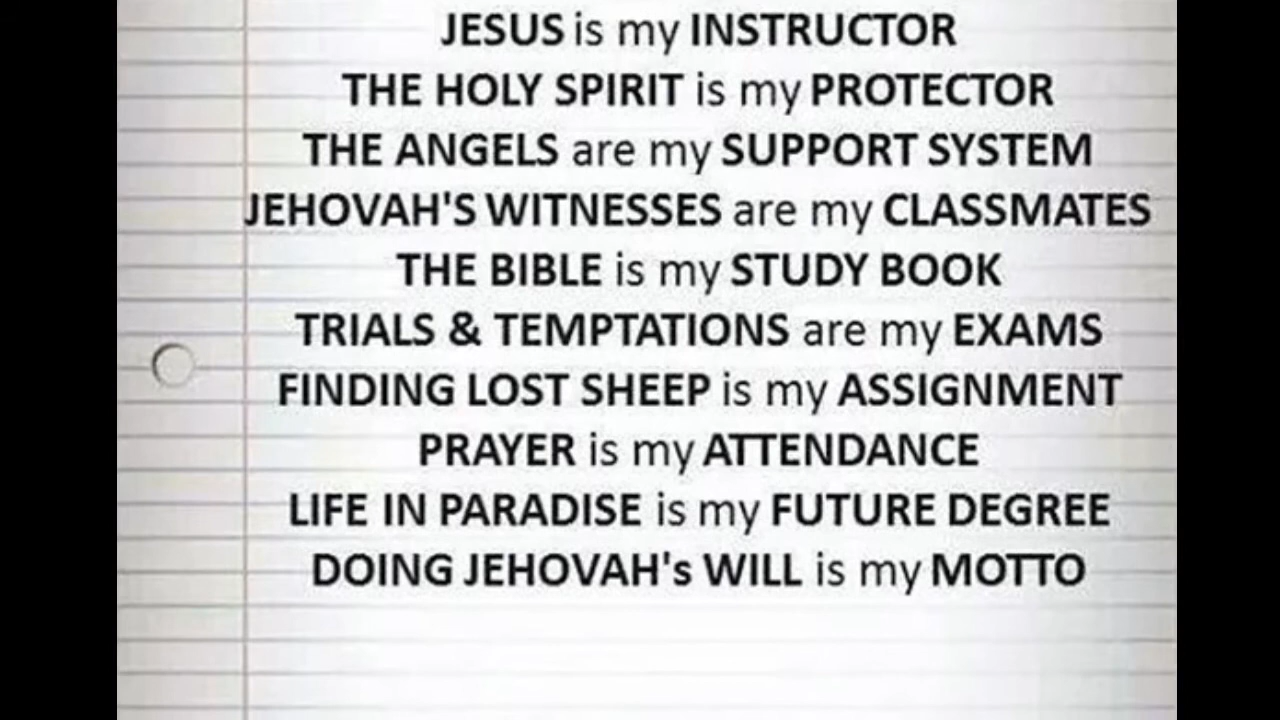 JESUS is my INSTRUCTOR
THE HOLY SPIRIT is my PROTECTOR
THE ANGELS are my SUPPORT SYSTEM
JEHOVAH'S WITNESSES are my CLASSMATES
THE BIBLE is my STUDY BOOK
TRIALS & TEMPTATIONS are my EXAMS
FINDING LOST SHEEP is my ASSIGNMENT
PRAYER is my ATTENDANCE
LIFE IN PARADISE is my FUTURE DEGREE
DOING JEHOVAH's WILL is my MOTTO